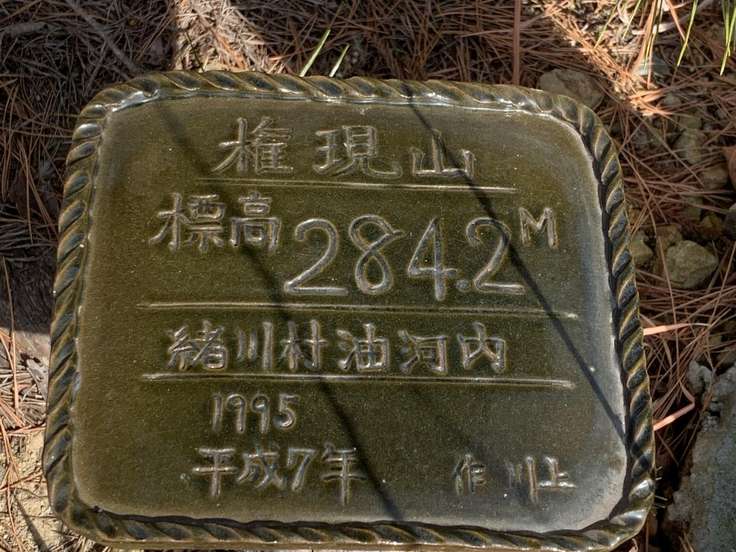 権現山
標高284.2M
緒川村油河内
1995
平成7年 作 川上